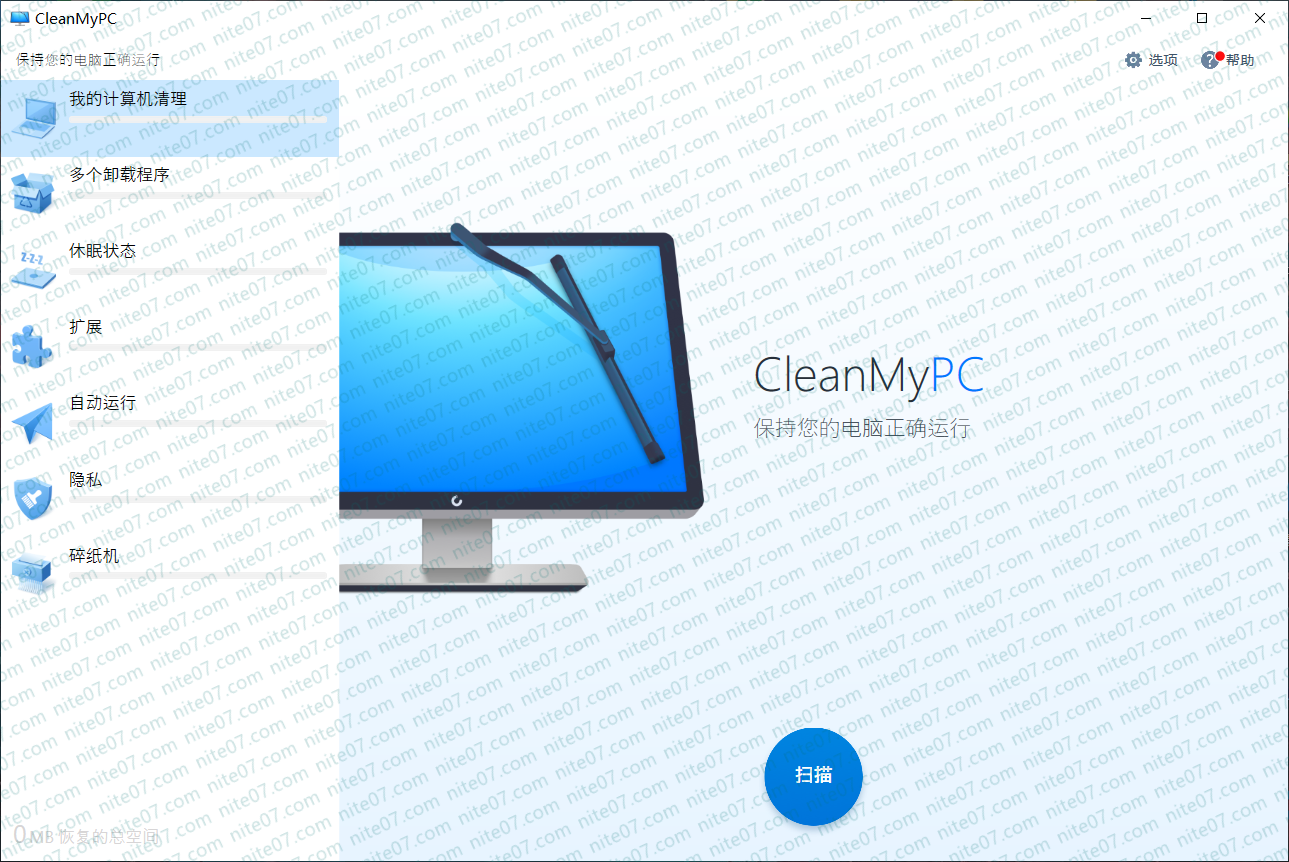 CleanMyPC
保持您的电脑正确运行
选项
帮助
我的计算机清理
多个卸载程序
休眠状态
扩展
自动运行
隐私
碎纸机
CleanMyPC
保持您的电脑正确运行
扫描
0 MB 恢复的总空间
nite07.com